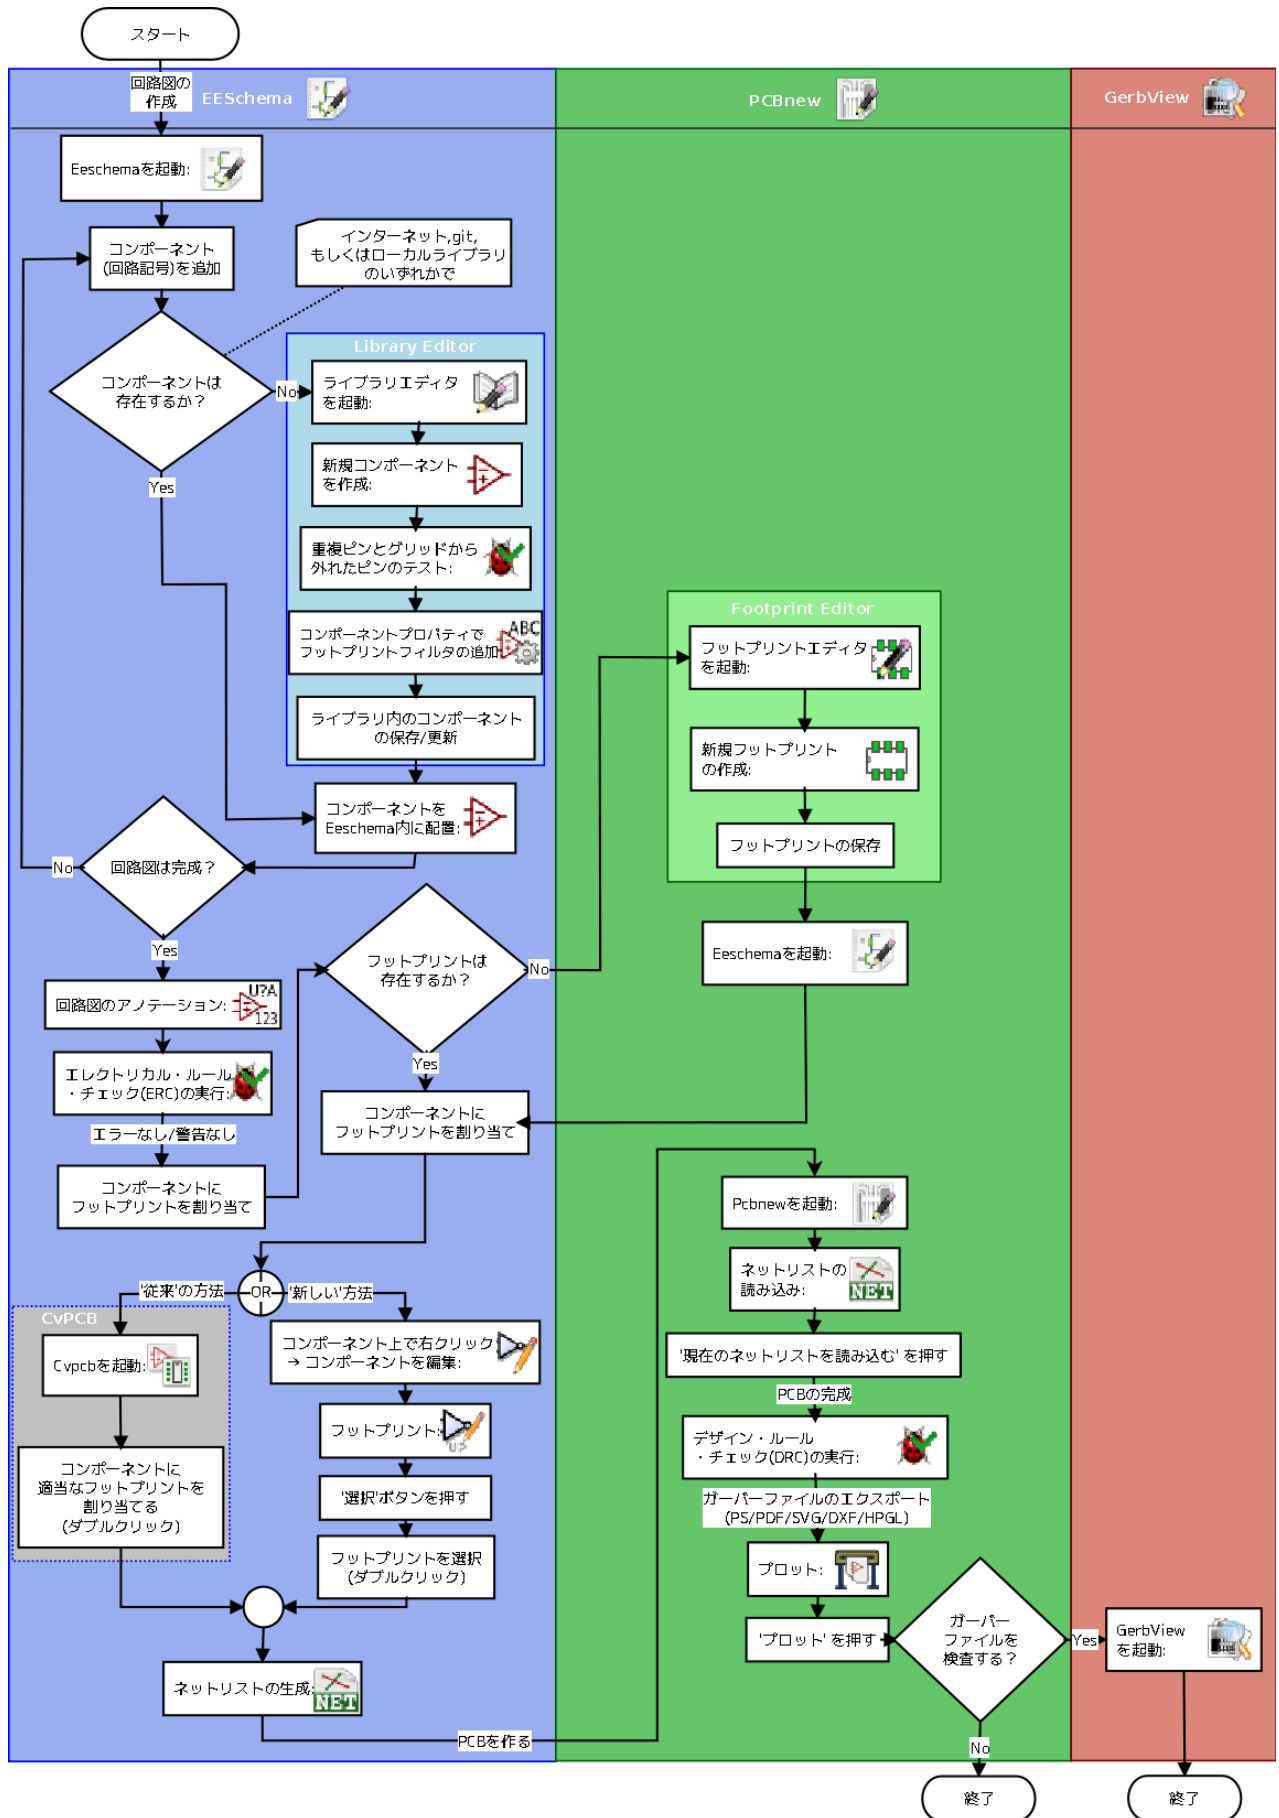 スタート
回路図の
作成
EESchema
PCBnew
GerbView
Eeschemaを起動:
コンポーネント
(回路記号)を追加
インターネット,git,
もしくはローカルライブラリ
のいずれかで
コンポーネントは
存在するか？
No
Yes
Library Editor
ライブラリエディタ
を起動:
新規コンポーネント
を作成:
重複ピンとグリッドから
外れたピンのテスト:
コンポーネントプロパティで
フットプリントフィルタの追加
ABC
ライブラリ内のコンポーネント
の保存/更新
コンポーネントを
Eeschema内に配置:
回路図は完成？
No
Yes
回路図のアノテーション:
U?A
123
エレクトリカル・ルール
・チェック(ERC)の実行:
エラーなし/警告なし
コンポーネントに
フットプリントを割り当て
フットプリントは
存在するか？
No
Yes
コンポーネントに
フットプリントを割り当て
Footprint Editor
フットプリントエディタ
を起動:
新規フットプリント
の作成:
フットプリントの保存
Eeschemaを起動:
OR
'従来'の方法
'新しい'方法
CvPCB
Cvpcbを起動:
コンポーネントに
適当なフットプリントを
割り当てる
(ダブルクリック)
コンポーネント上で右クリック
→ コンポーネントを編集:
フットプリント:
U?
'選択'ボタンを押す
フットプリントを選択
(ダブルクリック)
ネットリストの生成:
NET
PCBを作る
Pcbnewを起動:
ネットリストの
読み込み:
NET
'現在のネットリストを読み込む' を押す
PCBの完成
デザイン・ルール
・チェック(DRC)の実行:
ガーバーファイルのエクスポート
(PS/PDF/SVG/DXF/HPGL)
プロット:
'プロット' を押す
ガーバー
ファイルを
検査する？
Yes
No
GerbView
を起動:
終了
終了